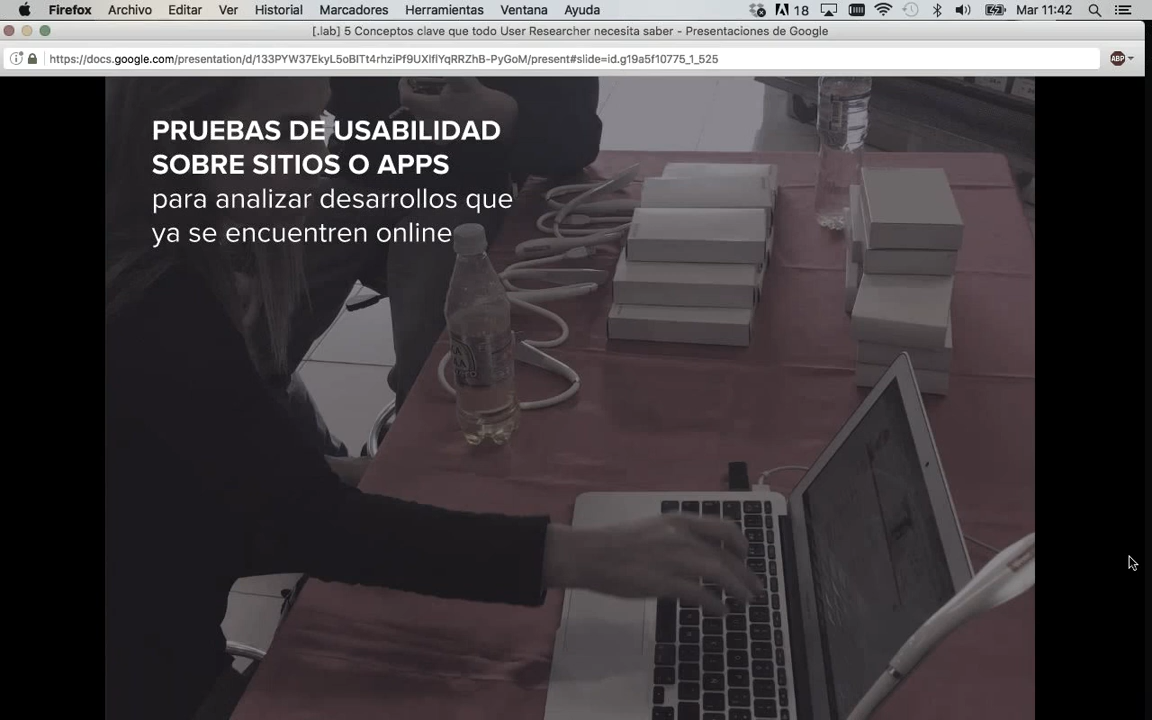 Firefox Archivo Editar Ver Historial Marcadores Herramientas Ventana Ayuda 18 Mar 11:42
[.lab] 5 Conceptos clave que todo User Researcher necesita saber - Presentaciones de Google
https://docs.google.com/presentation/d/133PYW37EkyL5oBITt4rhziPf9UXIflYqRRZhB-PyGoM/present#slide=id.g19a5f10775_1_525
ABP
PRUEBAS DE USABILIDAD
SOBRE SITIOS O APPS
para analizar desarrollos que
ya se encuentren online